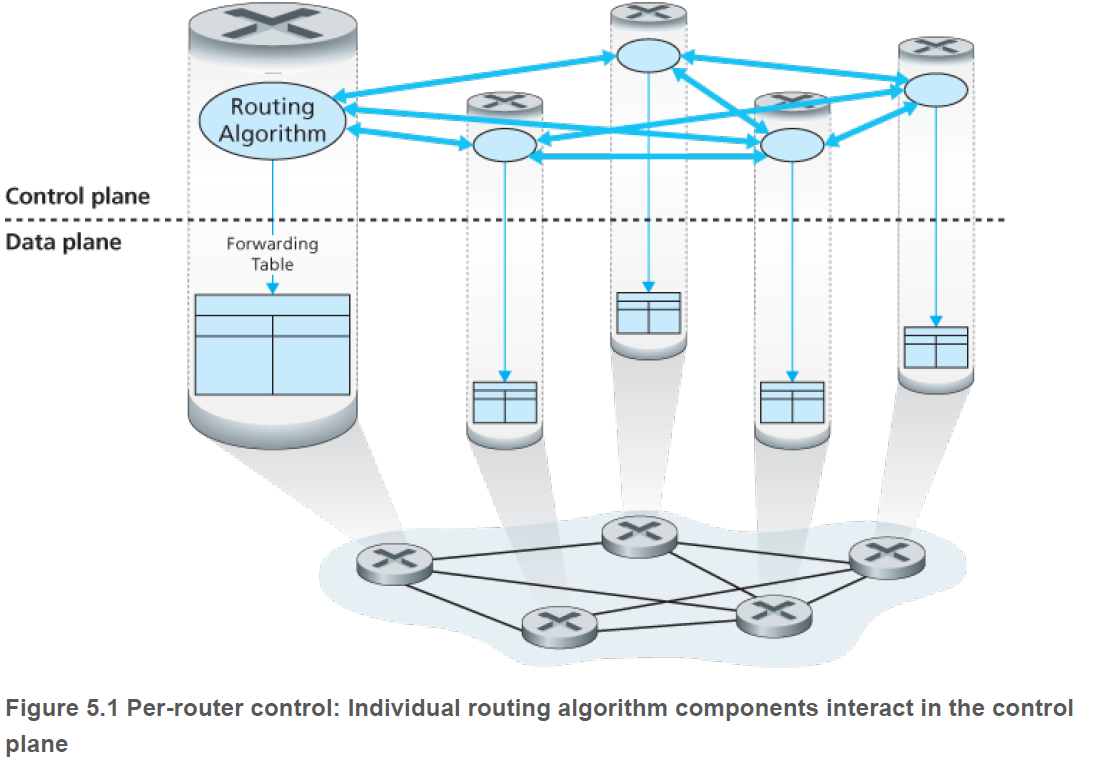 Routing
Algorithm
Control plane
Data plane
Forwarding
Table
Figure 5.1 Per-router control: Individual routing algorithm components interact in the control
plane